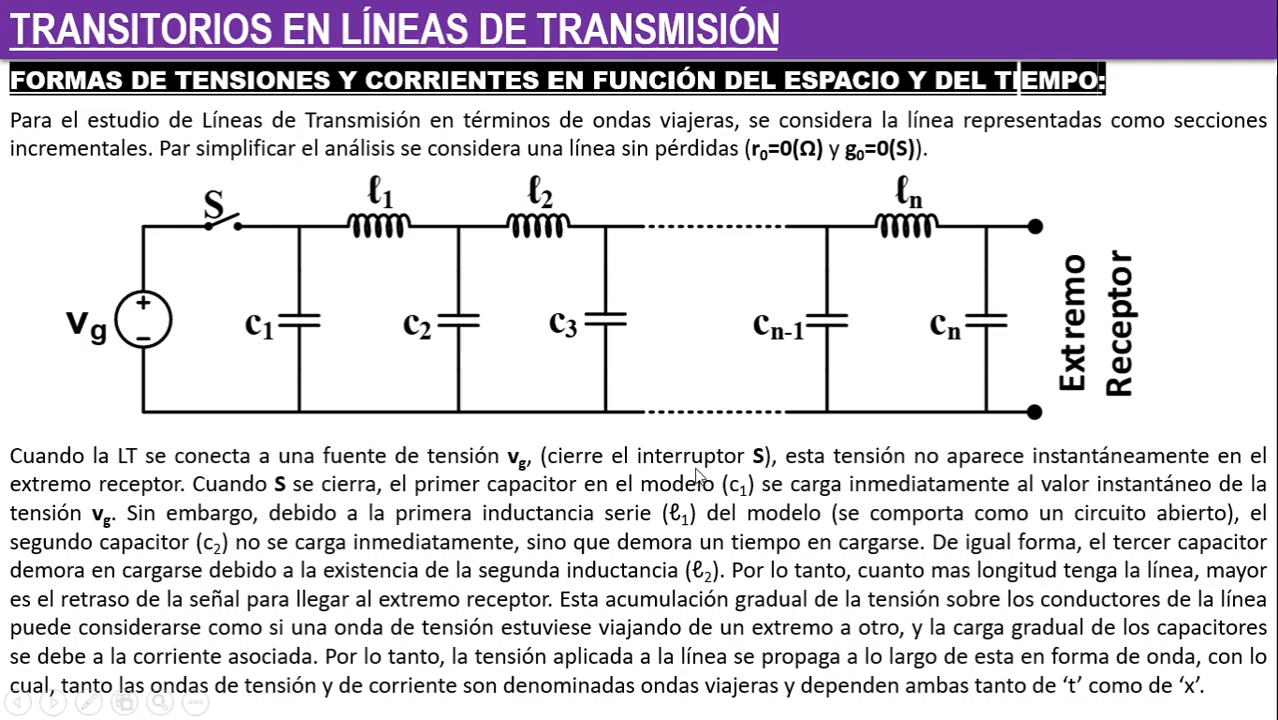 TRANSITORIOS EN LÍNEAS DE TRANSMISIÓN
FORMAS DE TENSIONES Y CORRIENTES EN FUNCIÓN DEL ESPACIO Y DEL TIEMPO:
Para el estudio de Líneas de Transmisión en términos de ondas viajeras, se considera la línea representadas como secciones
incrementales. Par simplificar el análisis se considera una línea sin pérdidas (r₀=0(Ω) y g₀=0(S)).
S
ℓ₁
ℓ₂
ℓn
+
vg
−
c₁
c₂
c₃
cn-1
cn
Extremo
Receptor
Cuando la LT se conecta a una fuente de tensión vg, (cierre el interruptor S), esta tensión no aparece instantáneamente en el
extremo receptor. Cuando S se cierra, el primer capacitor en el modelo (c₁) se carga inmediatamente al valor instantáneo de la
tensión vg. Sin embargo, debido a la primera inductancia serie (ℓ₁) del modelo (se comporta como un circuito abierto), el
segundo capacitor (c₂) no se carga inmediatamente, sino que demora un tiempo en cargarse. De igual forma, el tercer capacitor
demora en cargarse debido a la existencia de la segunda inductancia (ℓ₂). Por lo tanto, cuanto mas longitud tenga la línea, mayor
es el retraso de la señal para llegar al extremo receptor. Esta acumulación gradual de la tensión sobre los conductores de la línea
puede considerarse como si una onda de tensión estuviese viajando de un extremo a otro, y la carga gradual de los capacitores
se debe a la corriente asociada. Por lo tanto, la tensión aplicada a la línea se propaga a lo largo de esta en forma de onda, con lo
cual, tanto las ondas de tensión y de corriente son denominadas ondas viajeras y dependen ambas tanto de ‘t’ como de ‘x’.